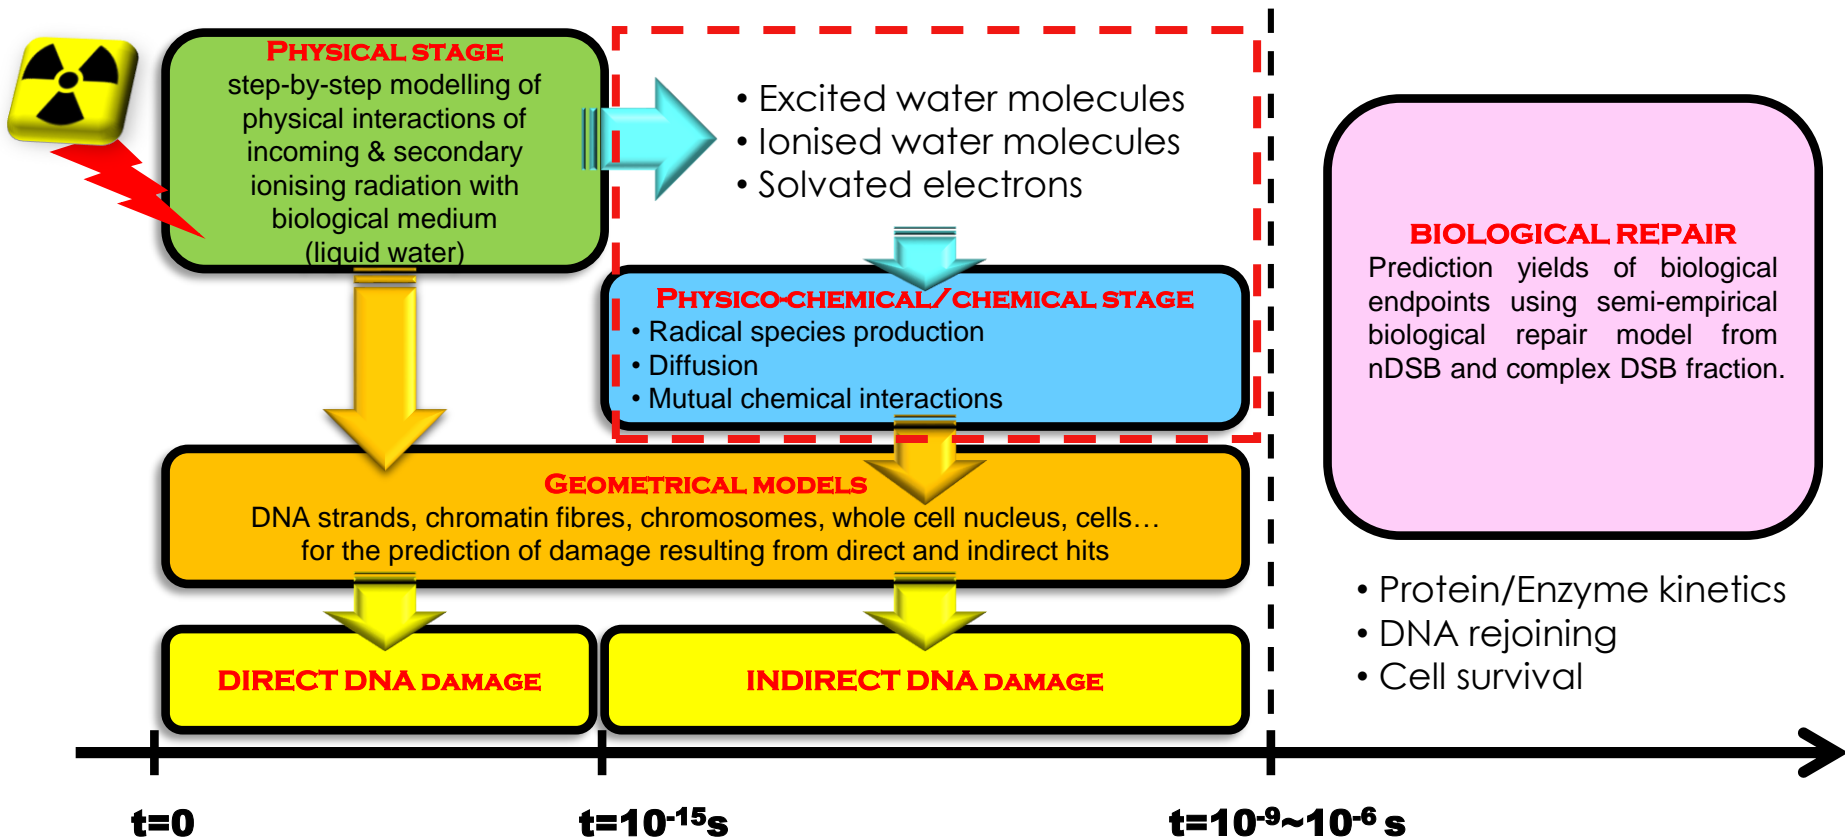 PHYSICAL STAGE
step-by-step modelling of
physical interactions of
incoming & secondary
ionising radiation with
biological medium
(liquid water)
• Excited water molecules
• Ionised water molecules
• Solvated electrons
PHYSICO-CHEMICAL/CHEMICAL STAGE
• Radical species production
• Diffusion
• Mutual chemical interactions
GEOMETRICAL MODELS
DNA strands, chromatin fibres, chromosomes, whole cell nucleus, cells…
for the prediction of damage resulting from direct and indirect hits
DIRECT DNA DAMAGE
INDIRECT DNA DAMAGE
BIOLOGICAL REPAIR
Prediction yields of biological
endpoints using semi-empirical
biological repair model from
nDSB and complex DSB fraction.
• Protein/Enzyme kinetics
• DNA rejoining
• Cell survival
t=0
t=10⁻¹⁵s
t=10⁻⁹~10⁻⁶ s